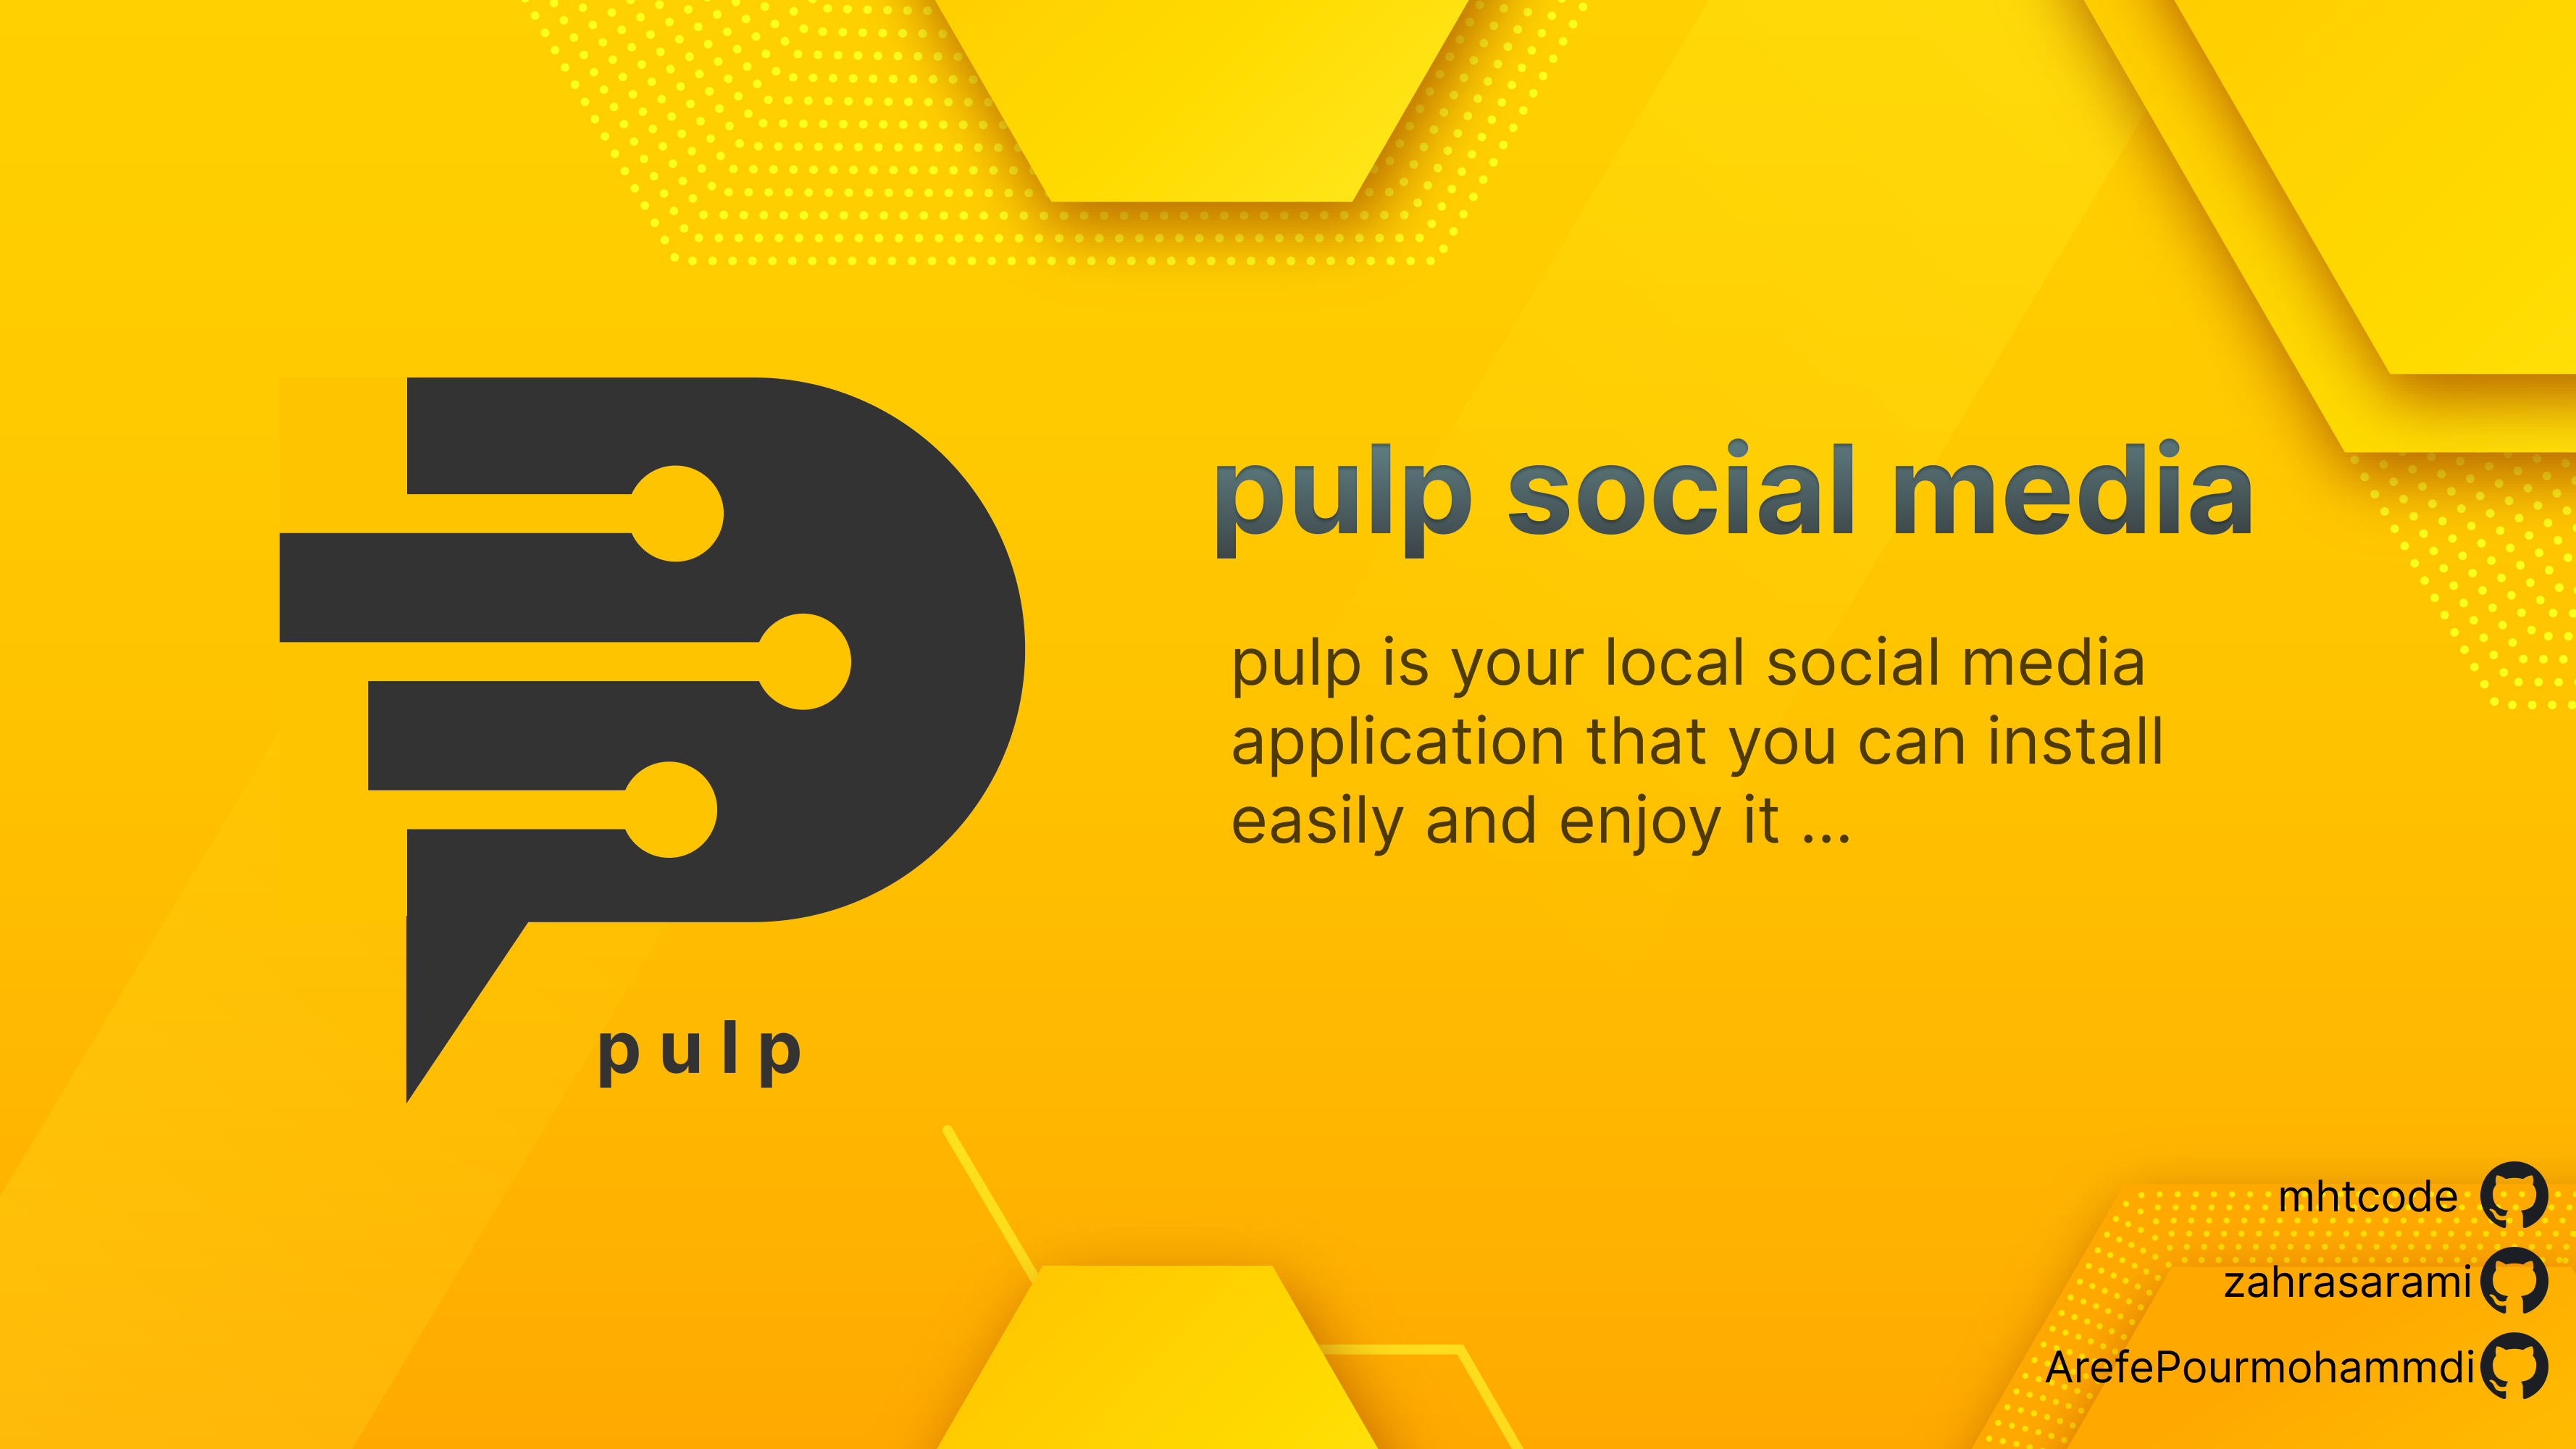 pulp
pulp social media
pulp is your local social media
application that you can install
easily and enjoy it ...
mhtcode
zahrasarami
ArefePourmohammdi